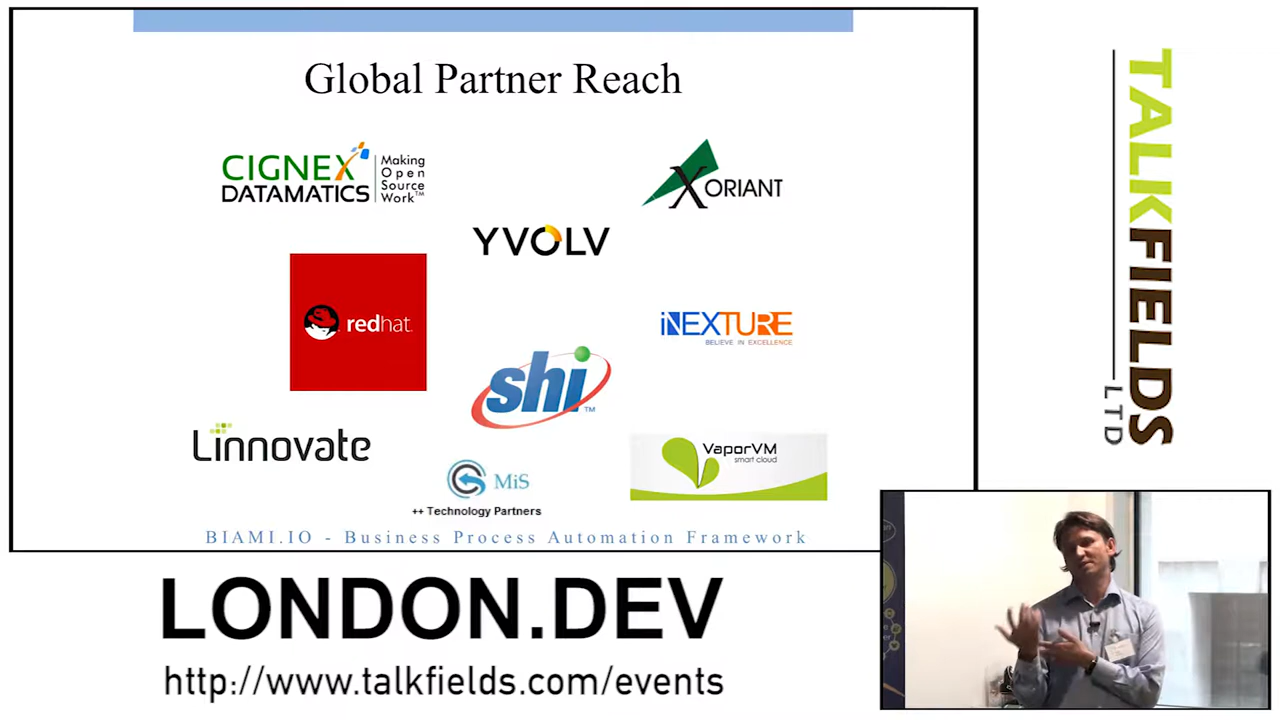 Global Partner Reach
CIGNEX
DATAMATICS
Making
Open
Source
Work™
XORIANT
YVOLV
redhat.
iNEXTURE
BELIEVE IN EXCELLENCE
shi™
Linnovate
VaporVM
smart cloud
MiS
++ Technology Partners
BIAMI.IO - Business Process Automation Framework
TALKFIELDS
LTD
LONDON.DEV
http://www.talkfields.com/events